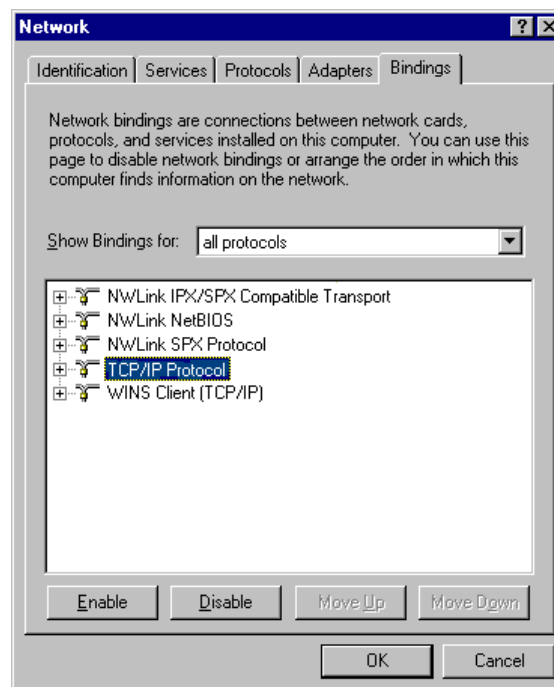 Network
Identification Services Protocols Adapters Bindings
Network bindings are connections between network cards,
protocols, and services installed on this computer. You can use this
page to disable network bindings or arrange the order in which this
computer finds information on the network.
Show Bindings for: all protocols
NWLink IPX/SPX Compatible Transport
NWLink NetBIOS
NWLink SPX Protocol
TCP/IP Protocol
WINS Client (TCP/IP)
Enable Disable Move Up Move Down
OK Cancel